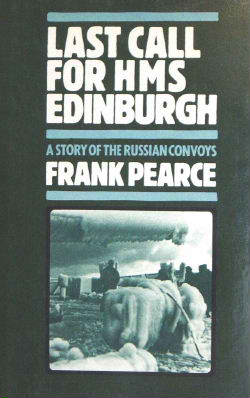 LAST CALL
FOR HMS
EDINBURGH
A STORY OF THE RUSSIAN CONVOYS
FRANK PEARCE